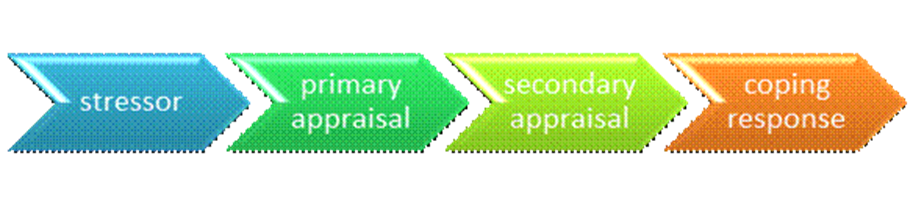 stressor
primary
appraisal
secondary
appraisal
coping
response